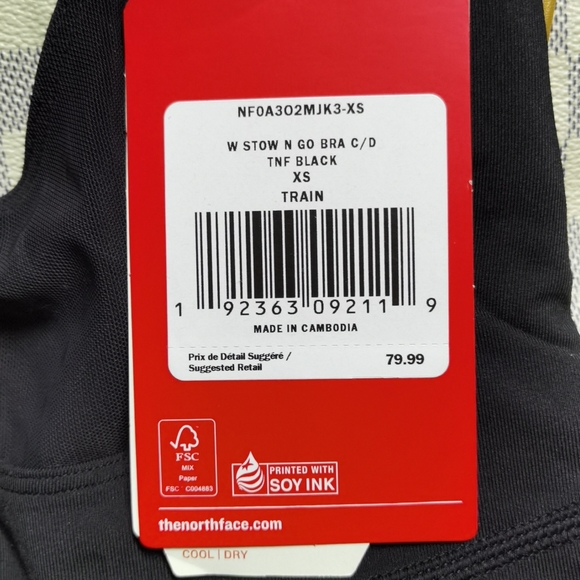 NF0A3O2MJK3-XS
W STOW N GO BRA C/D
TNF BLACK
XS
TRAIN
1 92363 09211 9
MADE IN CAMBODIA
Prix de Détail Suggéré /
Suggested Retail
79.99
FSC
MIX
Paper
FSC C004883
PRINTED WITH
SOY INK
thenorthface.com
COOL | DRY